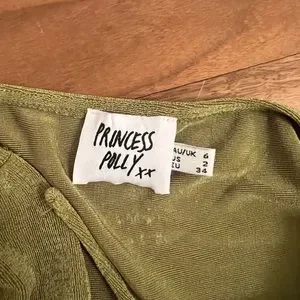 PRINCESS
POLLY xx
AU/UK 6
US 2
EU 34